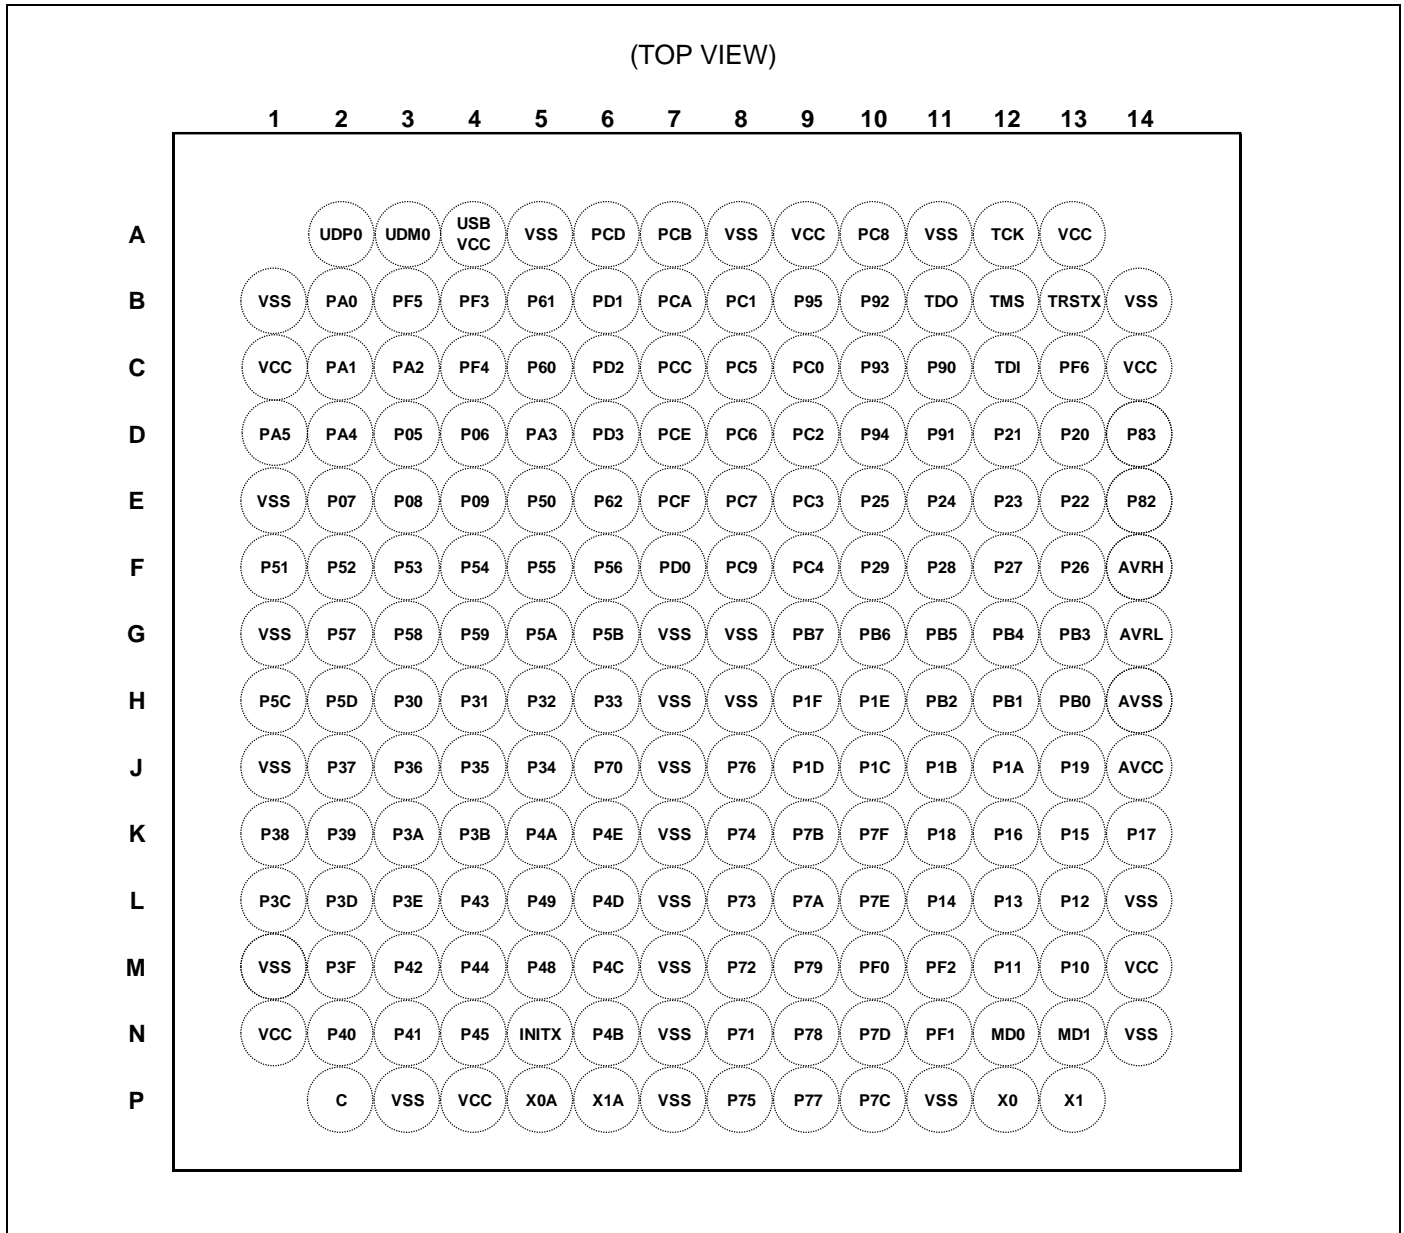 (TOP VIEW)
1 2 3 4 5 6 7 8 9 10 11 12 13 14
A UDP0 UDM0 USB VCC VSS PCD PCB VSS VCC PC8 VSS TCK VCC
B VSS PA0 PF5 PF3 P61 PD1 PCA PC1 P95 P92 TDO TMS TRSTX VSS
C VCC PA1 PA2 PF4 P60 PD2 PCC PC5 PC0 P93 P90 TDI PF6 VCC
D PA5 PA4 P05 P06 PA3 PD3 PCE PC6 PC2 P94 P91 P21 P20 P83
E VSS P07 P08 P09 P50 P62 PCF PC7 PC3 P25 P24 P23 P22 P82
F P51 P52 P53 P54 P55 P56 PD0 PC9 PC4 P29 P28 P27 P26 AVRH
G VSS P57 P58 P59 P5A P5B VSS VSS PB7 PB6 PB5 PB4 PB3 AVRL
H P5C P5D P30 P31 P32 P33 VSS VSS P1F P1E PB2 PB1 PB0 AVSS
J VSS P37 P36 P35 P34 P70 VSS P76 P1D P1C P1B P1A P19 AVCC
K P38 P39 P3A P3B P4A P4E VSS P74 P7B P7F P18 P16 P15 P17
L P3C P3D P3E P43 P49 P4D VSS P73 P7A P7E P14 P13 P12 VSS
M VSS P3F P42 P44 P48 P4C VSS P72 P79 PF0 PF2 P11 P10 VCC
N VCC P40 P41 P45 INITX P4B VSS P71 P78 P7D PF1 MD0 MD1 VSS
P C VSS VCC X0A X1A VSS P75 P77 P7C VSS X0 X1